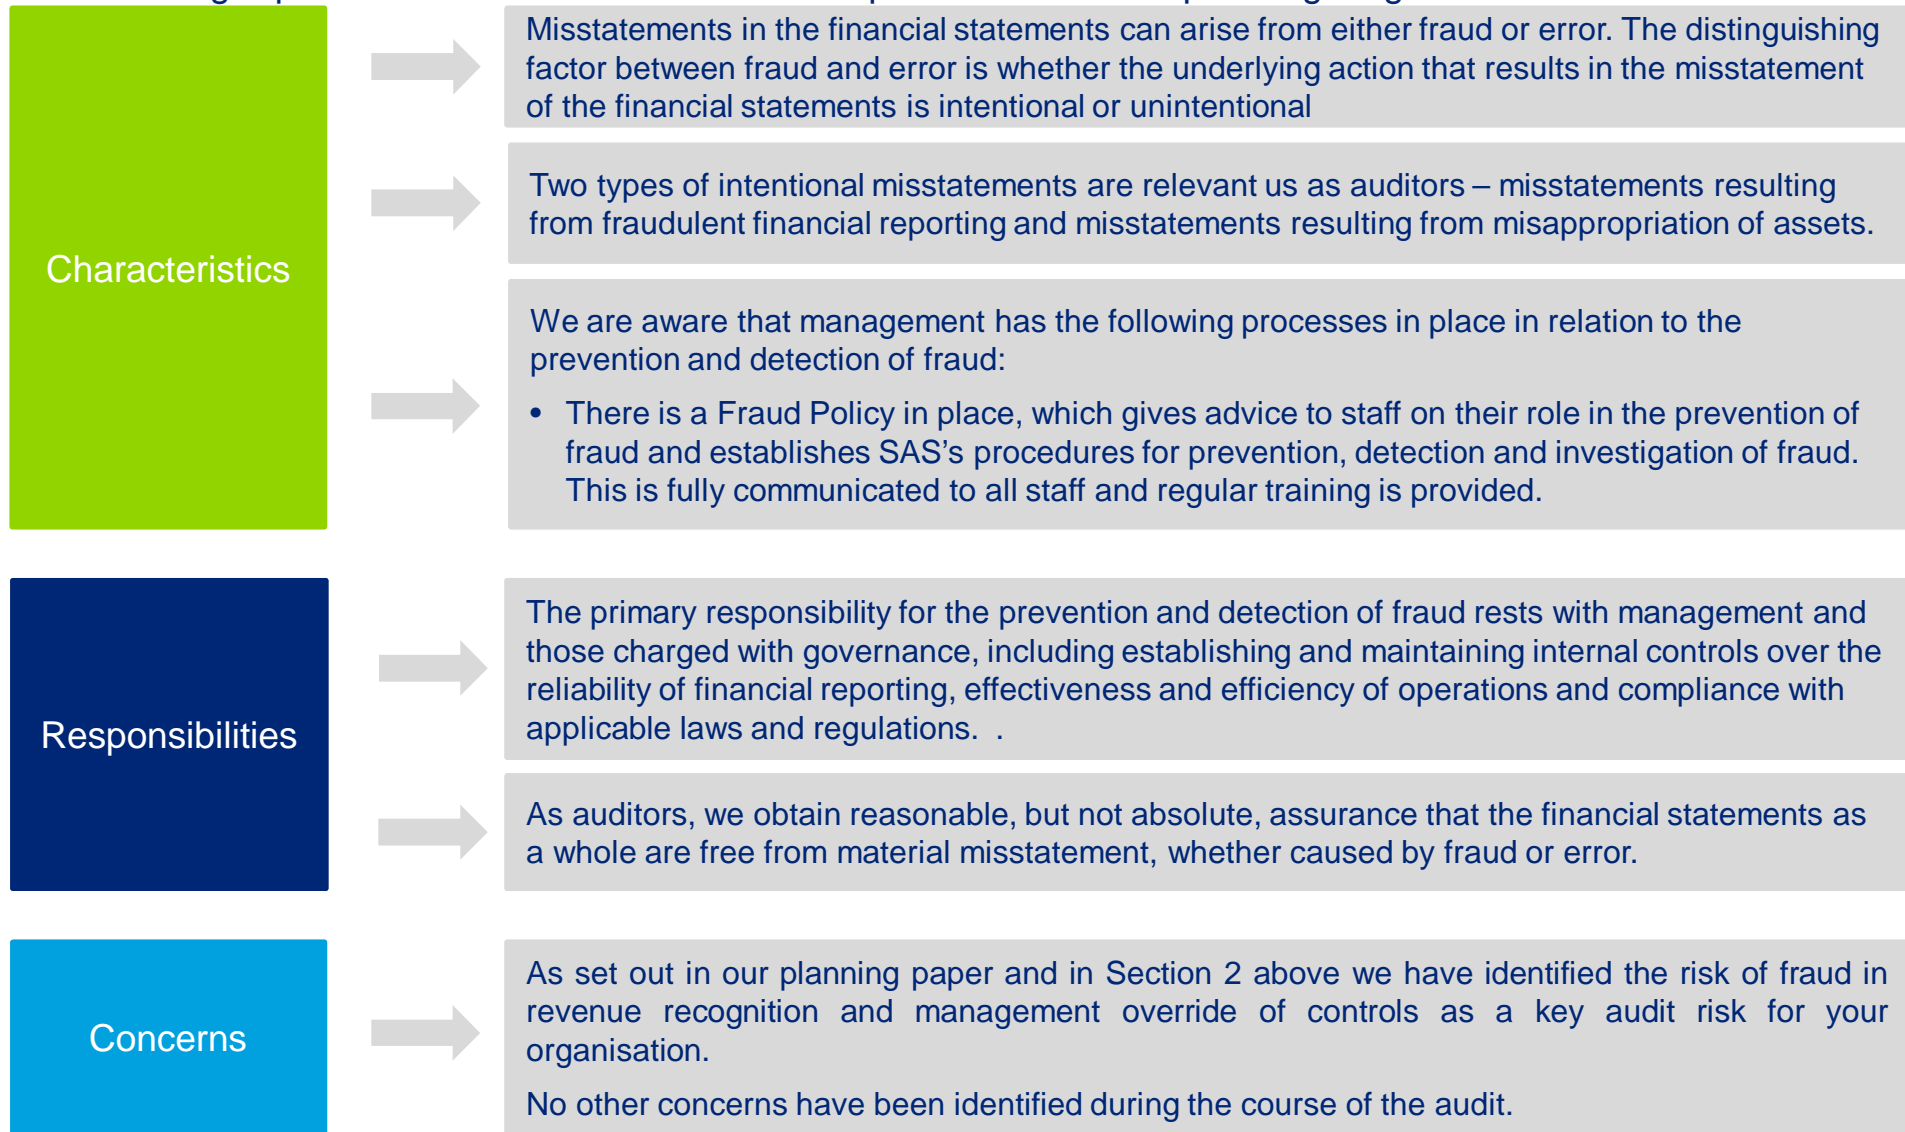 Misstatements in the financial statements can arise from either fraud or error. The distinguishing
factor between fraud and error is whether the underlying action that results in the misstatement
of the financial statements is intentional or unintentional
Characteristics
Two types of intentional misstatements are relevant us as auditors – misstatements resulting
from fraudulent financial reporting and misstatements resulting from misappropriation of assets.
We are aware that management has the following processes in place in relation to the
prevention and detection of fraud:
• There is a Fraud Policy in place, which gives advice to staff on their role in the prevention of
fraud and establishes SAS's procedures for prevention, detection and investigation of fraud.
This is fully communicated to all staff and regular training is provided.
Responsibilities
The primary responsibility for the prevention and detection of fraud rests with management and
those charged with governance, including establishing and maintaining internal controls over the
reliability of financial reporting, effectiveness and efficiency of operations and compliance with
applicable laws and regulations. .
As auditors, we obtain reasonable, but not absolute, assurance that the financial statements as
a whole are free from material misstatement, whether caused by fraud or error.
Concerns
As set out in our planning paper and in Section 2 above we have identified the risk of fraud in
revenue recognition and management override of controls as a key audit risk for your
organisation.
No other concerns have been identified during the course of the audit.